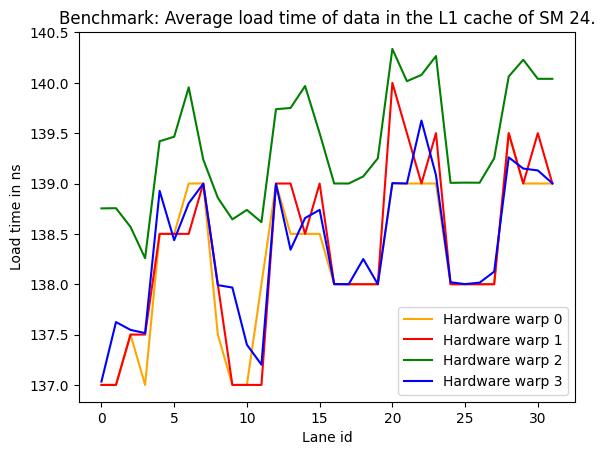 Benchmark: Average load time of data in the L1 cache of SM 24.
Load time in ns
140.5
140.0
139.5
139.0
138.5
138.0
137.5
137.0
0
5
10
15
20
25
30
Lane id
Hardware warp 0
Hardware warp 1
Hardware warp 2
Hardware warp 3